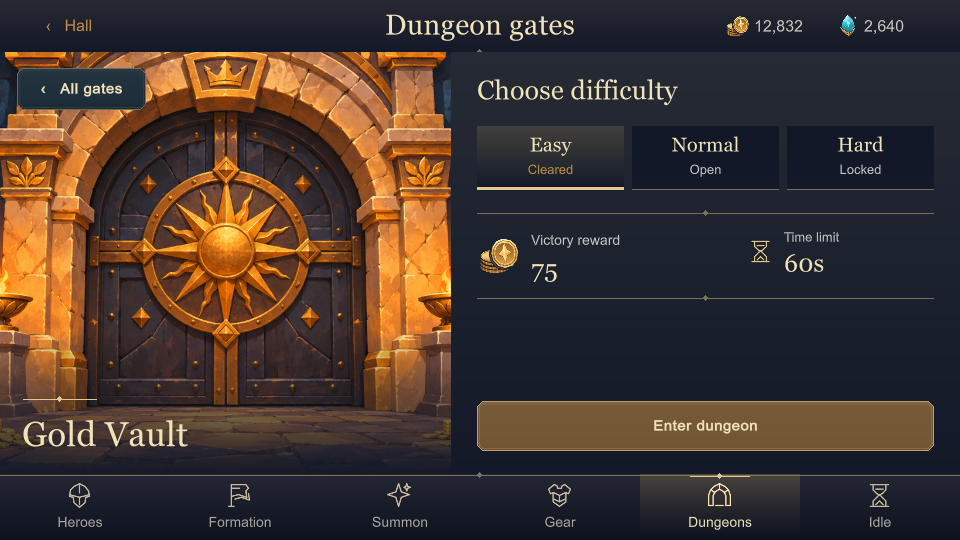 ‹ Hall
Dungeon gates
12,832
2,640
‹ All gates
Gold Vault
Choose difficulty
Easy
Cleared
Normal
Open
Hard
Locked
Victory reward
75
Time limit
60s
Enter dungeon
Heroes
Formation
Summon
Gear
Dungeons
Idle